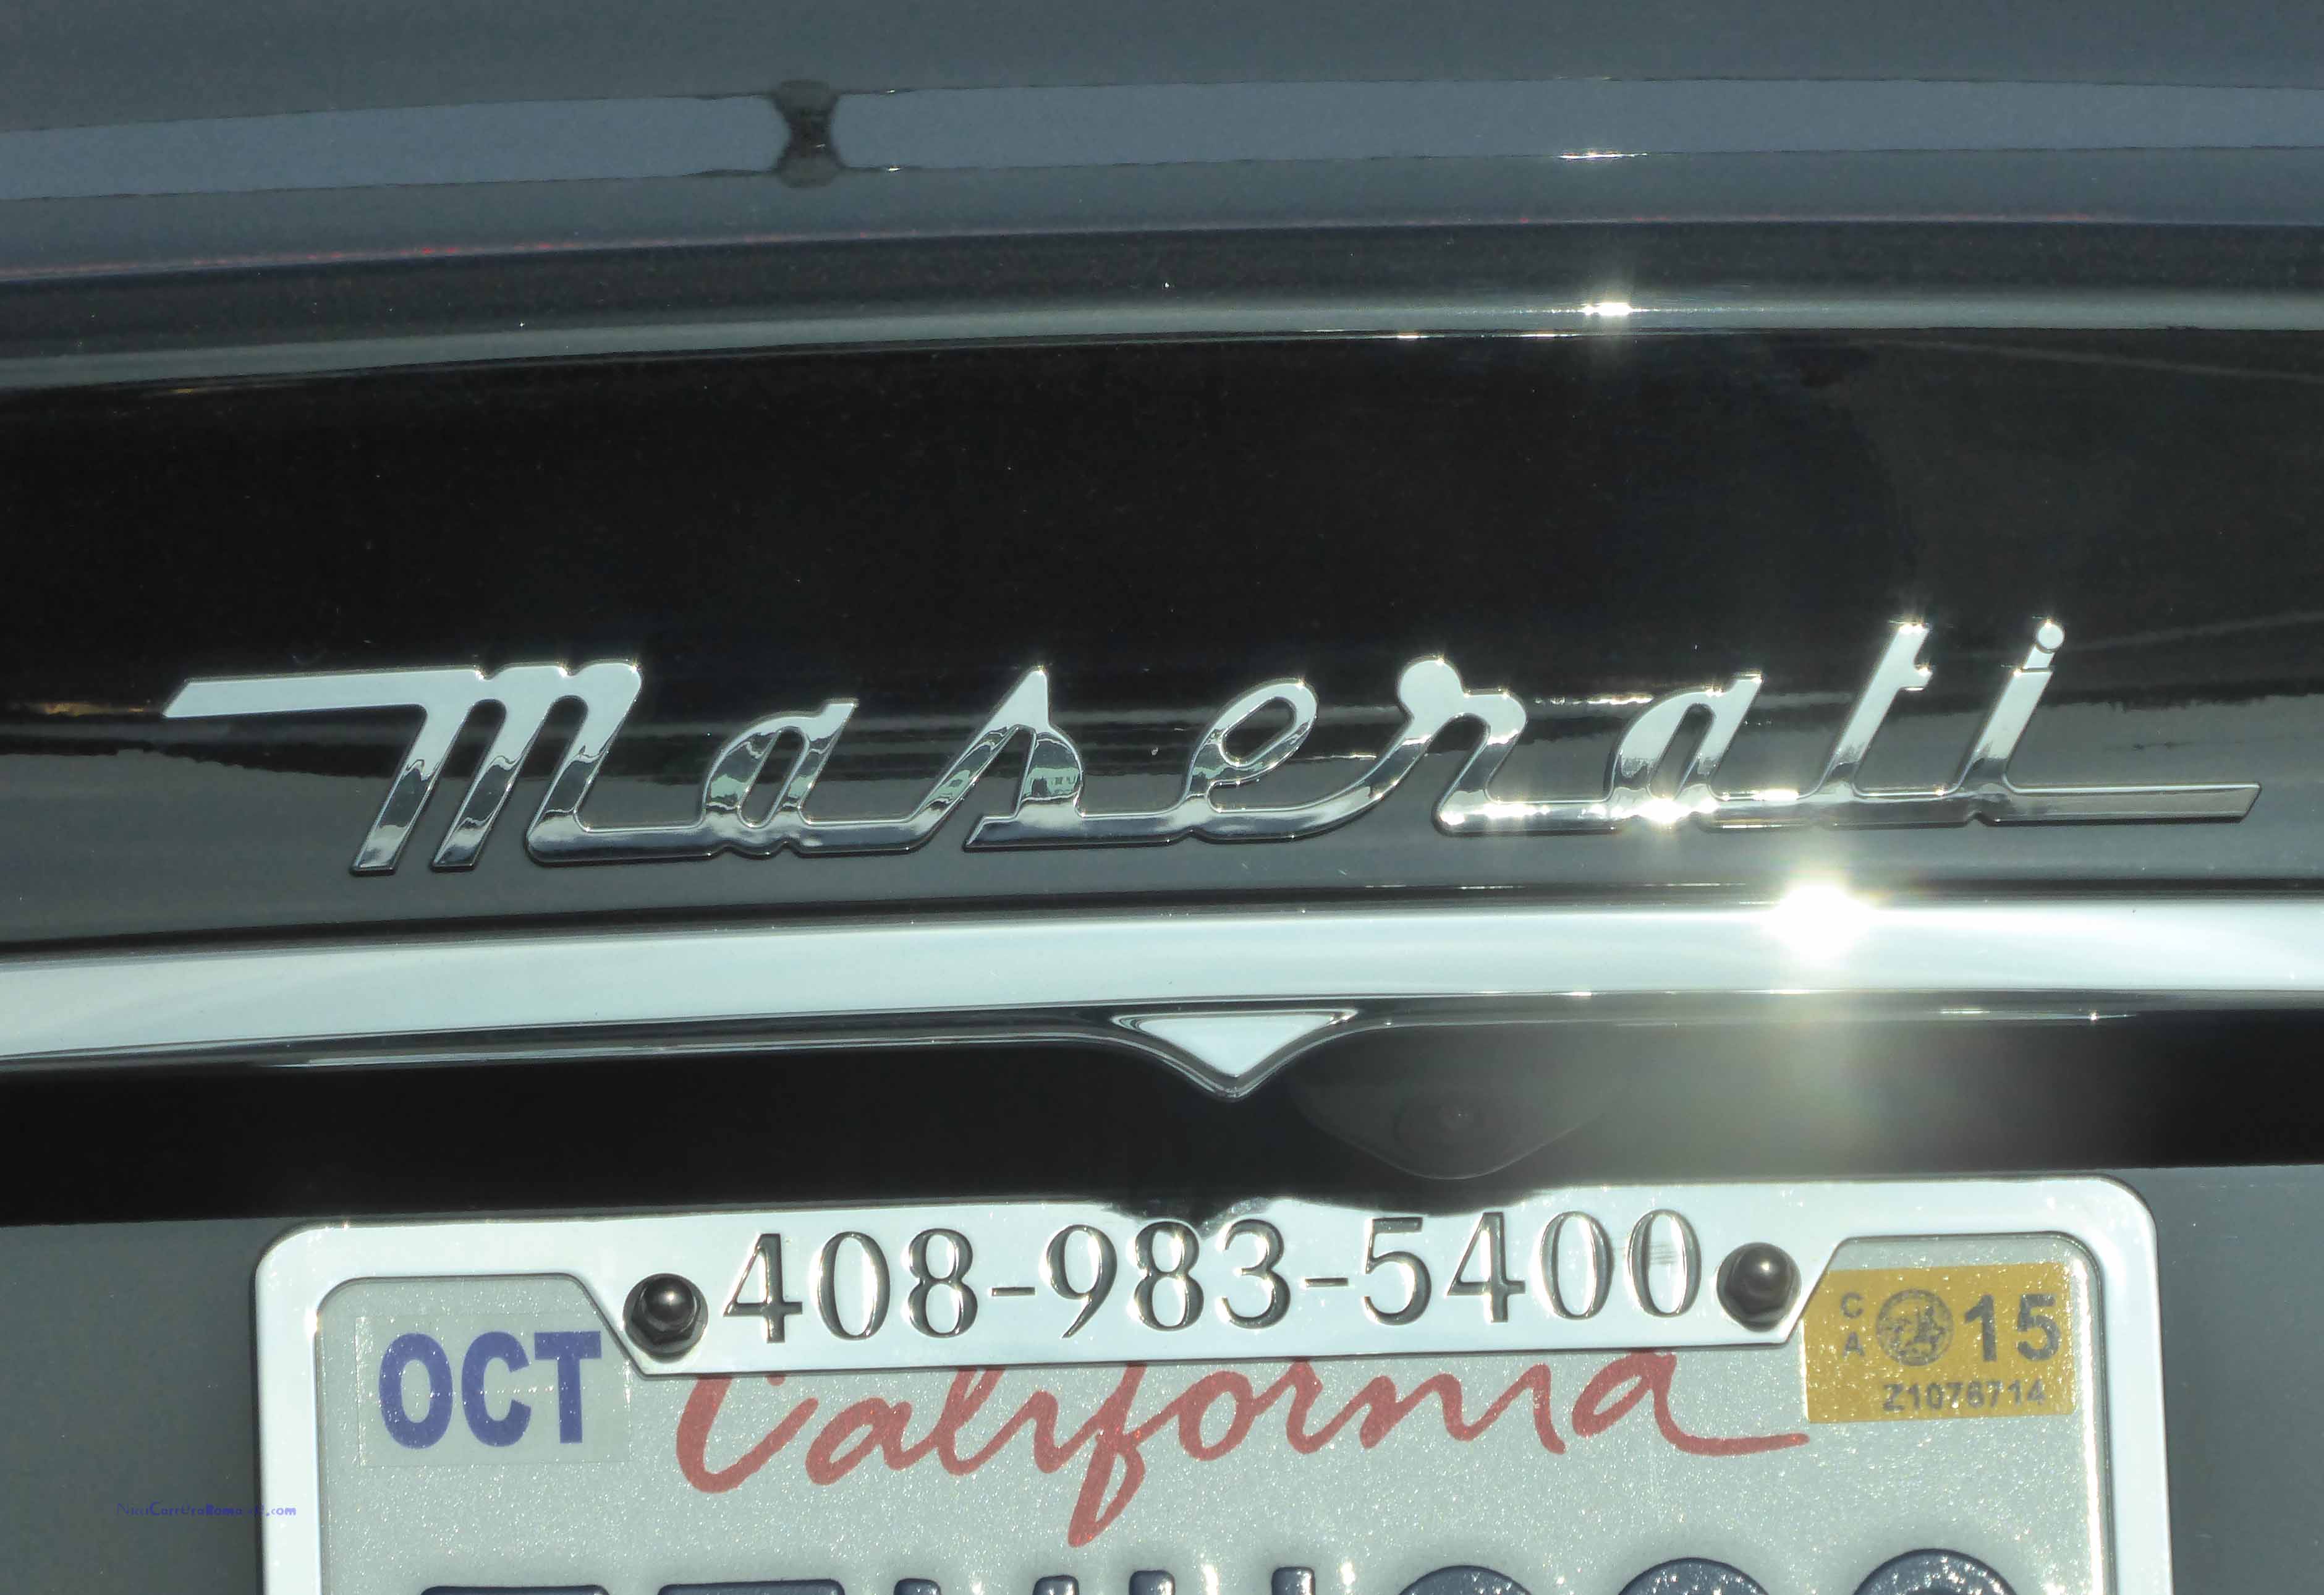 Maserati
408-983-5400
OCT
CA
15
Z1076714
California